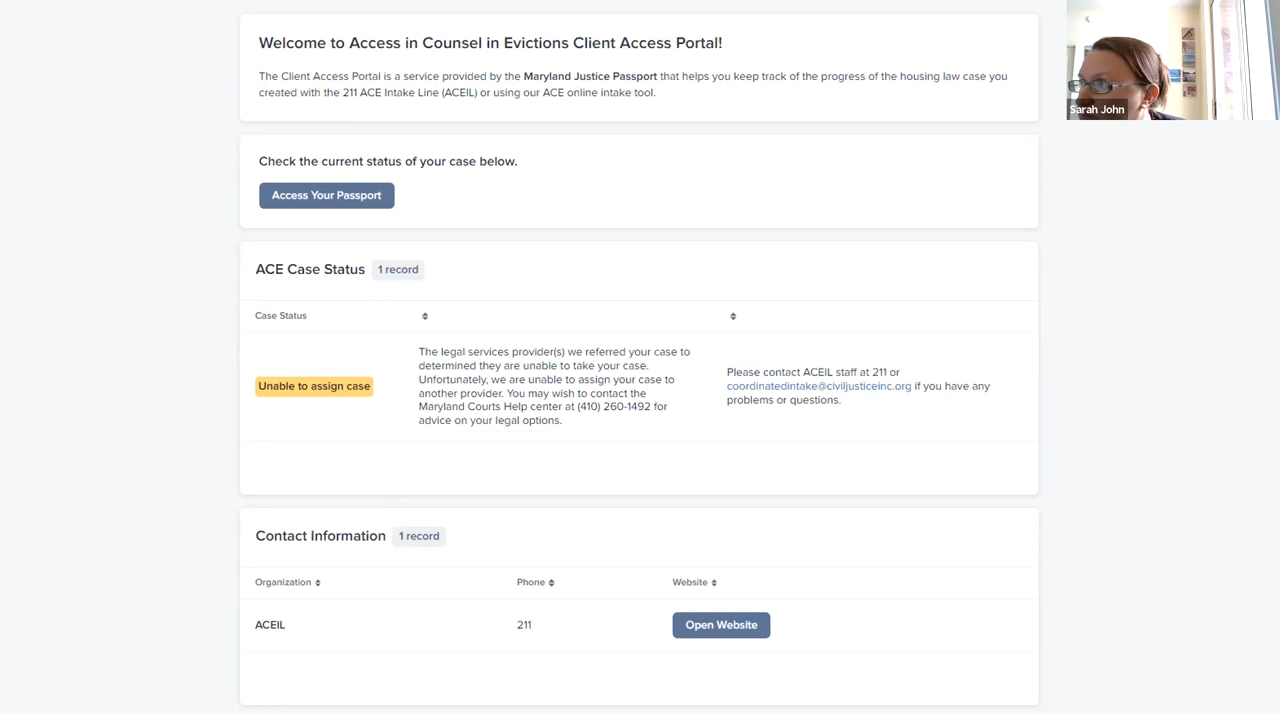 Welcome to Access in Counsel in Evictions Client Access Portal!
The Client Access Portal is a service provided by the Maryland Justice Passport that helps you keep track of the progress of the housing law case you
created with the 211 ACE Intake Line (ACEIL) or using our ACE online intake tool.
Sarah John
Check the current status of your case below.
Access Your Passport
ACE Case Status 1 record
Case Status
Unable to assign case
The legal services provider(s) we referred your case to
determined they are unable to take your case.
Unfortunately, we are unable to assign your case to
another provider. You may wish to contact the
Maryland Courts Help center at (410) 260-1492 for
advice on your legal options.
Please contact ACEIL staff at 211 or
coordinatedintake@civiljusticeinc.org if you have any
problems or questions.
Contact Information 1 record
Organization Phone Website
ACEIL 211 Open Website